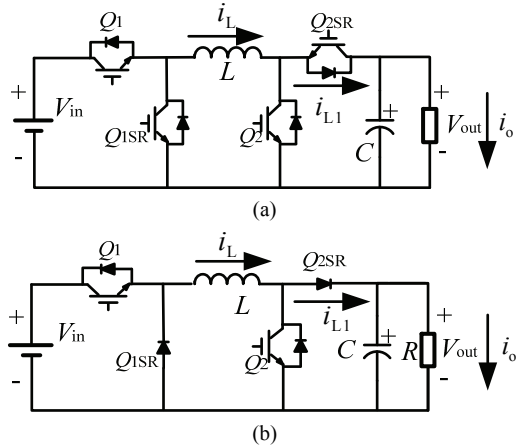 Q1
iL
Q2SR
+
Vin
-
Q1SR
L
Q2
iL1
+
C
+
Vout
-
io
(a)
Q1
iL
Q2SR
+
Vin
-
Q1SR
L
Q2
iL1
+
C
R
+
Vout
-
io
(b)